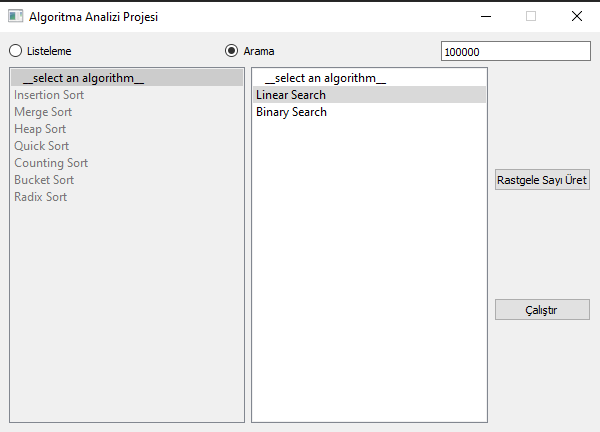 Algoritma Analizi Projesi
Listeleme
Arama
100000
__select an algorithm__
Insertion Sort
Merge Sort
Heap Sort
Quick Sort
Counting Sort
Bucket Sort
Radix Sort
__select an algorithm__
Linear Search
Binary Search
Rastgele Sayı Üret
Çalıştır